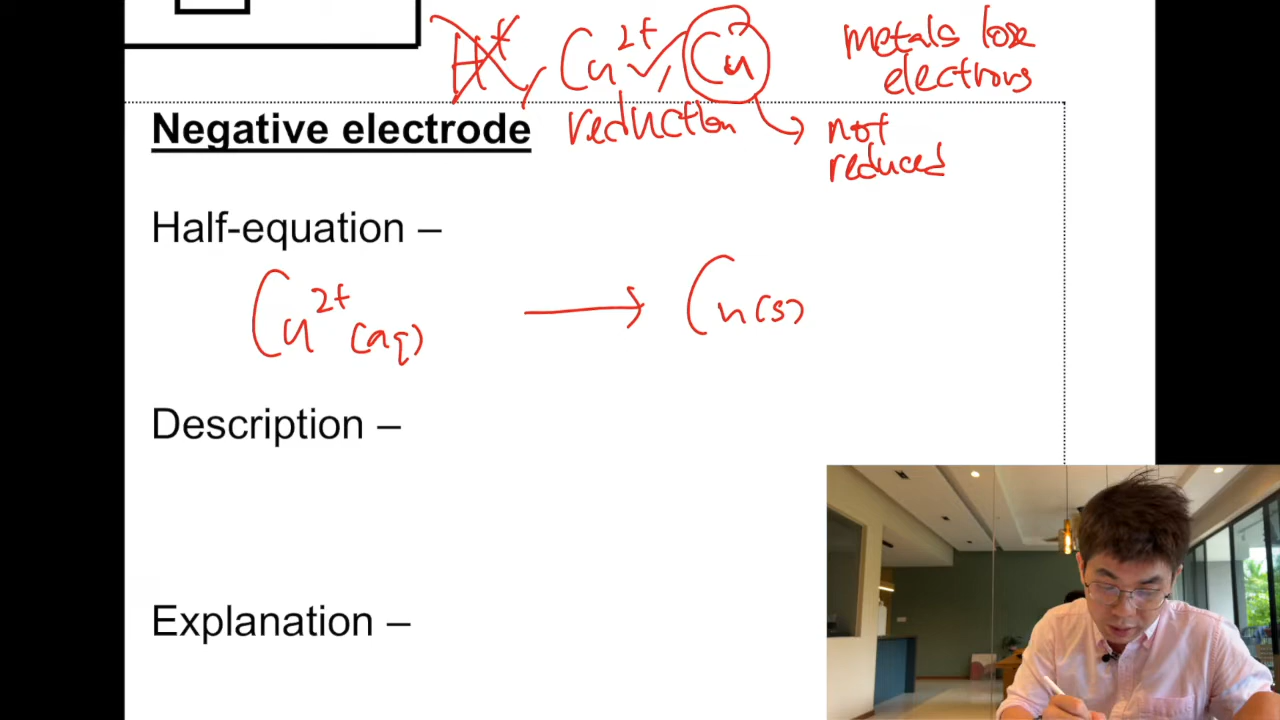 H⁺, Cu²⁺ ✓, Cu
metals lose
electrons
Negative electrode
reduction
not
reduced
Half-equation –
Cu²⁺(aq) → Cu(s)
Description –
Explanation –